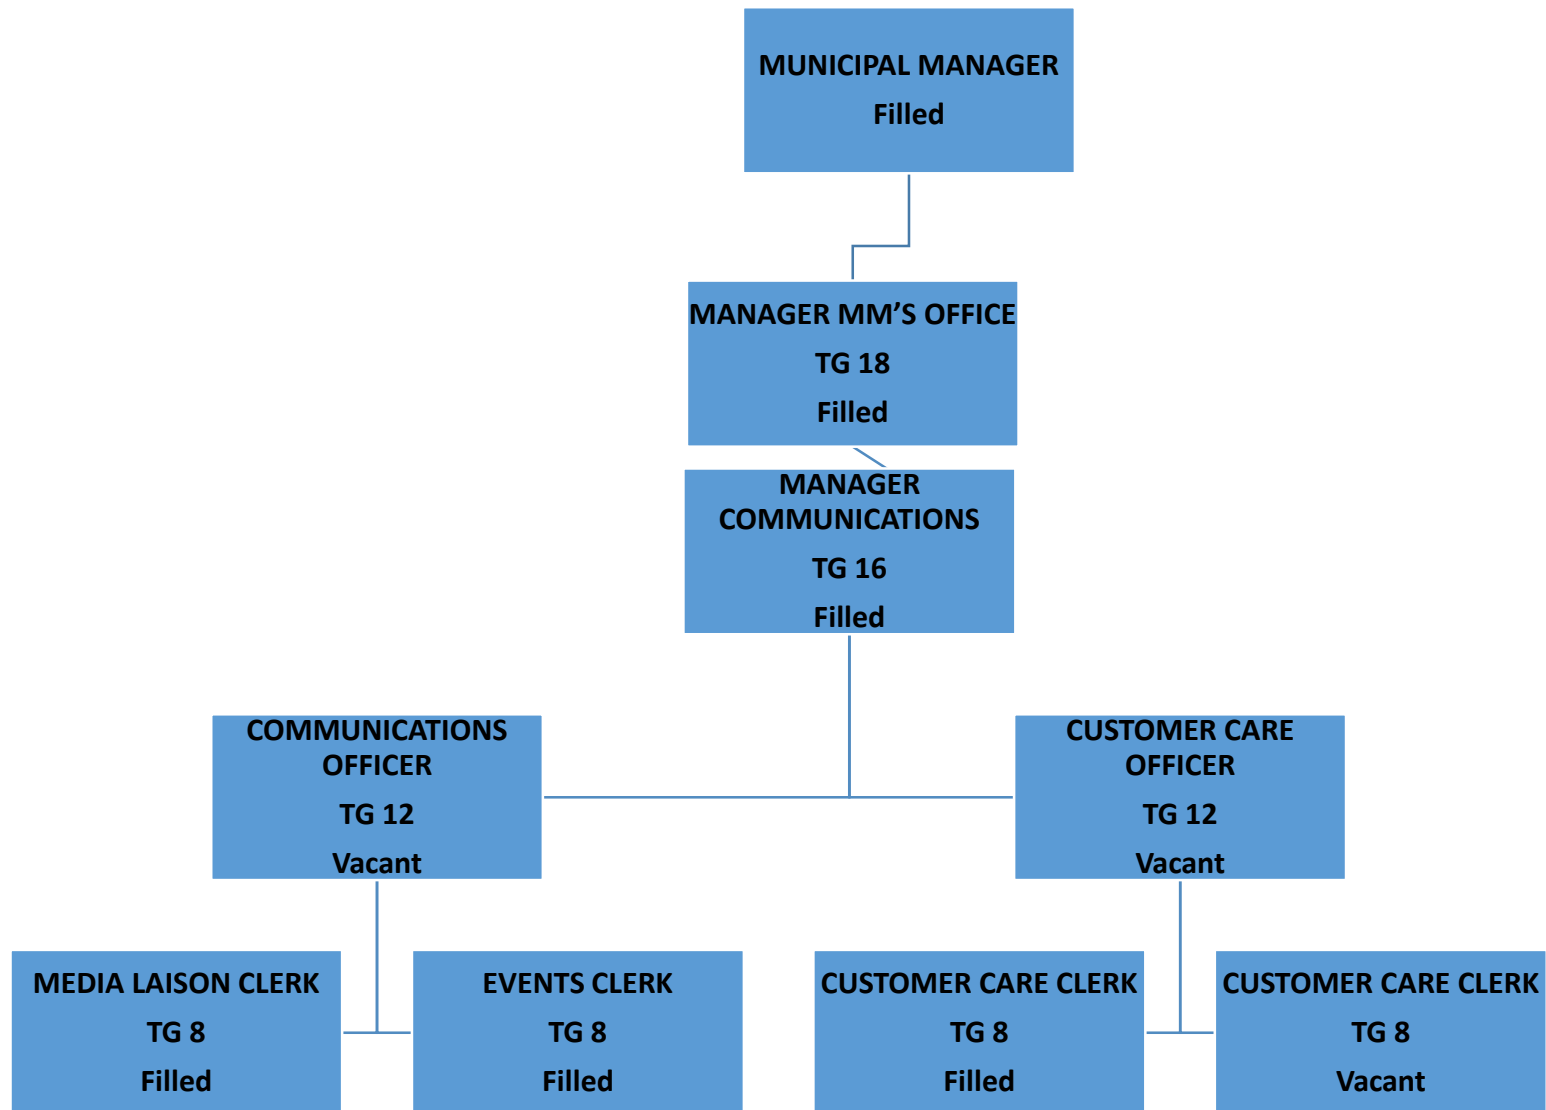 MUNICIPAL MANAGER
Filled
MANAGER MM’S OFFICE
TG 18
Filled
MANAGER
COMMUNICATIONS
TG 16
Filled
COMMUNICATIONS
OFFICER
TG 12
Vacant
CUSTOMER CARE
OFFICER
TG 12
Vacant
MEDIA LAISON CLERK
TG 8
Filled
EVENTS CLERK
TG 8
Filled
CUSTOMER CARE CLERK
TG 8
Filled
CUSTOMER CARE CLERK
TG 8
Vacant